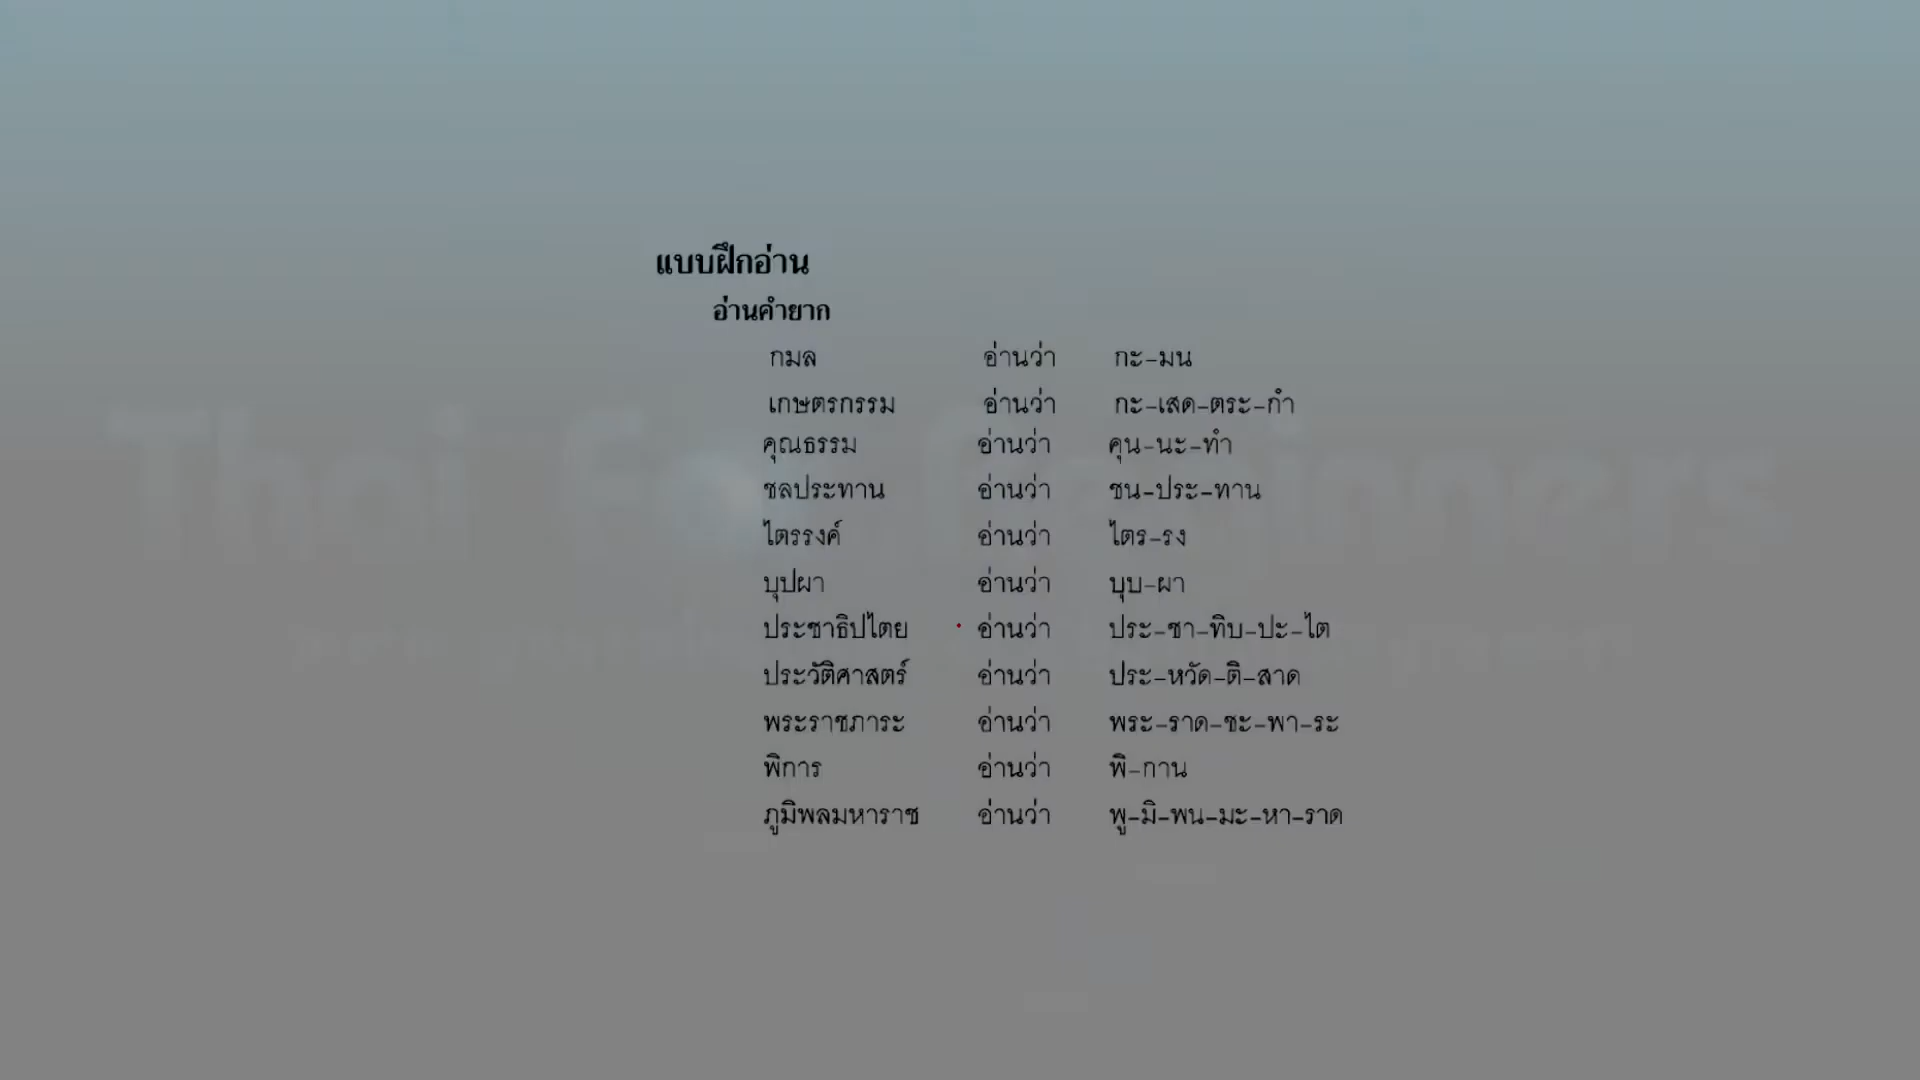 แบบฝึกอ่าน
อ่านคำยาก
กมล อ่านว่า กะ-มน
เกษตรกรรม อ่านว่า กะ-เสด-ตระ-กำ
คุณธรรม อ่านว่า คุน-นะ-ทำ
ชลประทาน อ่านว่า ชน-ประ-ทาน
ไตรรงค์ อ่านว่า ไตร-รง
บุปผา อ่านว่า บุบ-ผา
ประชาธิปไตย อ่านว่า ประ-ชา-ทิบ-ปะ-ไต
ประวัติศาสตร์ อ่านว่า ประ-หวัด-ติ-สาด
พระราชภาระ อ่านว่า พระ-ราด-ชะ-พา-ระ
พิการ อ่านว่า พิ-กาน
ภูมิพลมหาราช อ่านว่า พู-มิ-พน-มะ-หา-ราด
Thai For Beginners